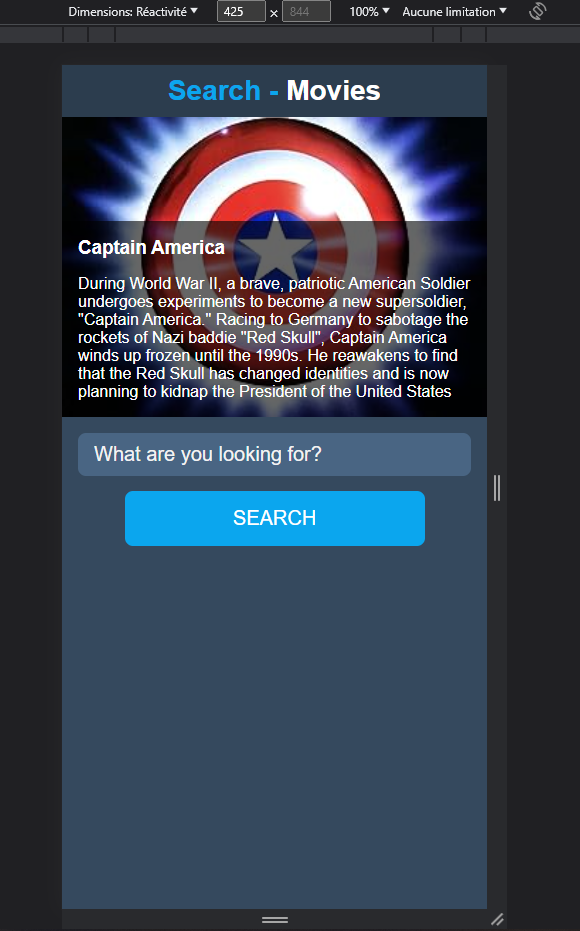 Dimensions: Réactivité 425 × 844 100% Aucune limitation
Search - Movies
Captain America
During World War II, a brave, patriotic American Soldier
undergoes experiments to become a new supersoldier,
"Captain America." Racing to Germany to sabotage the
rockets of Nazi baddie "Red Skull", Captain America
winds up frozen until the 1990s. He reawakens to find
that the Red Skull has changed identities and is now
planning to kidnap the President of the United States
What are you looking for?
SEARCH